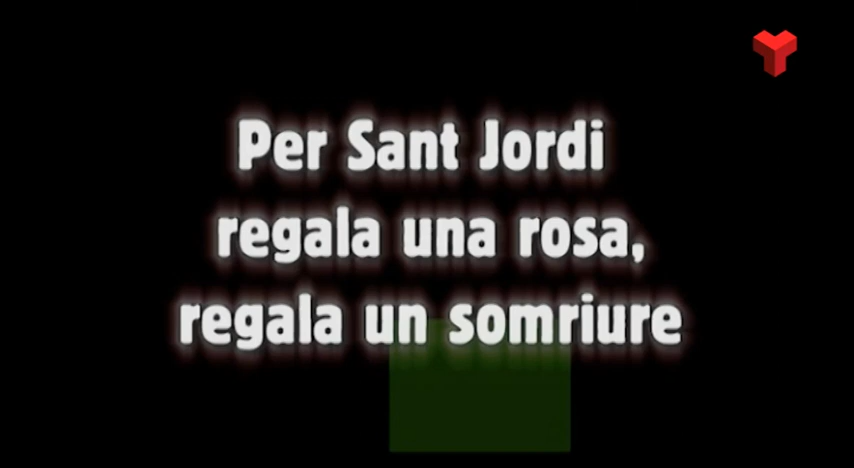 Per Sant Jordi
regala una rosa,
regala un somriure